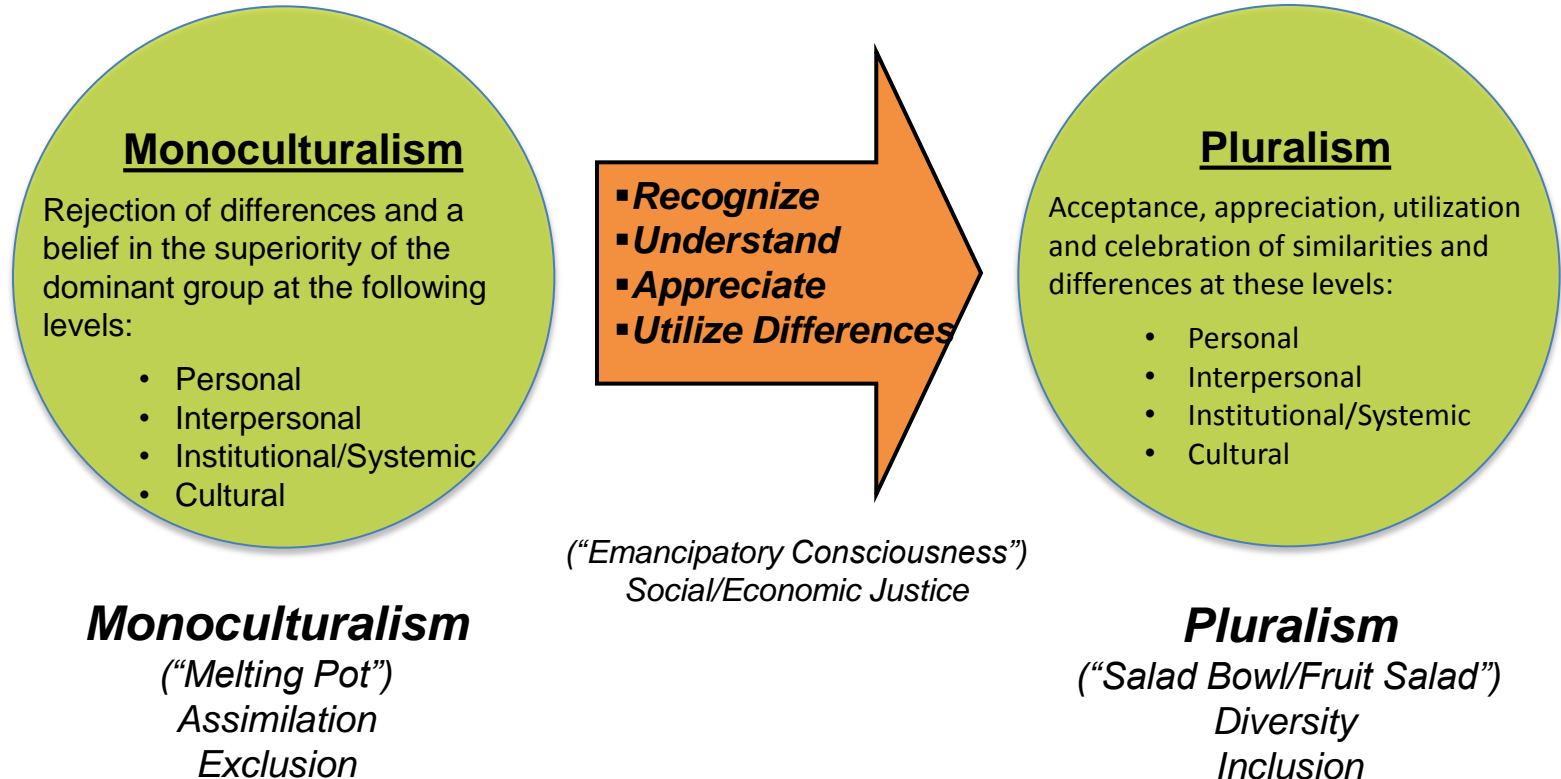 Monoculturalism
Rejection of differences and a
belief in the superiority of the
dominant group at the following
levels:
• Personal
• Interpersonal
• Institutional/Systemic
• Cultural
▪Recognize
▪Understand
▪Appreciate
▪Utilize Differences
Pluralism
Acceptance, appreciation, utilization
and celebration of similarities and
differences at these levels:
• Personal
• Interpersonal
• Institutional/Systemic
• Cultural
(“Emancipatory Consciousness”)
Social/Economic Justice
Monoculturalism
(“Melting Pot”)
Assimilation
Exclusion
Pluralism
(“Salad Bowl/Fruit Salad”)
Diversity
Inclusion